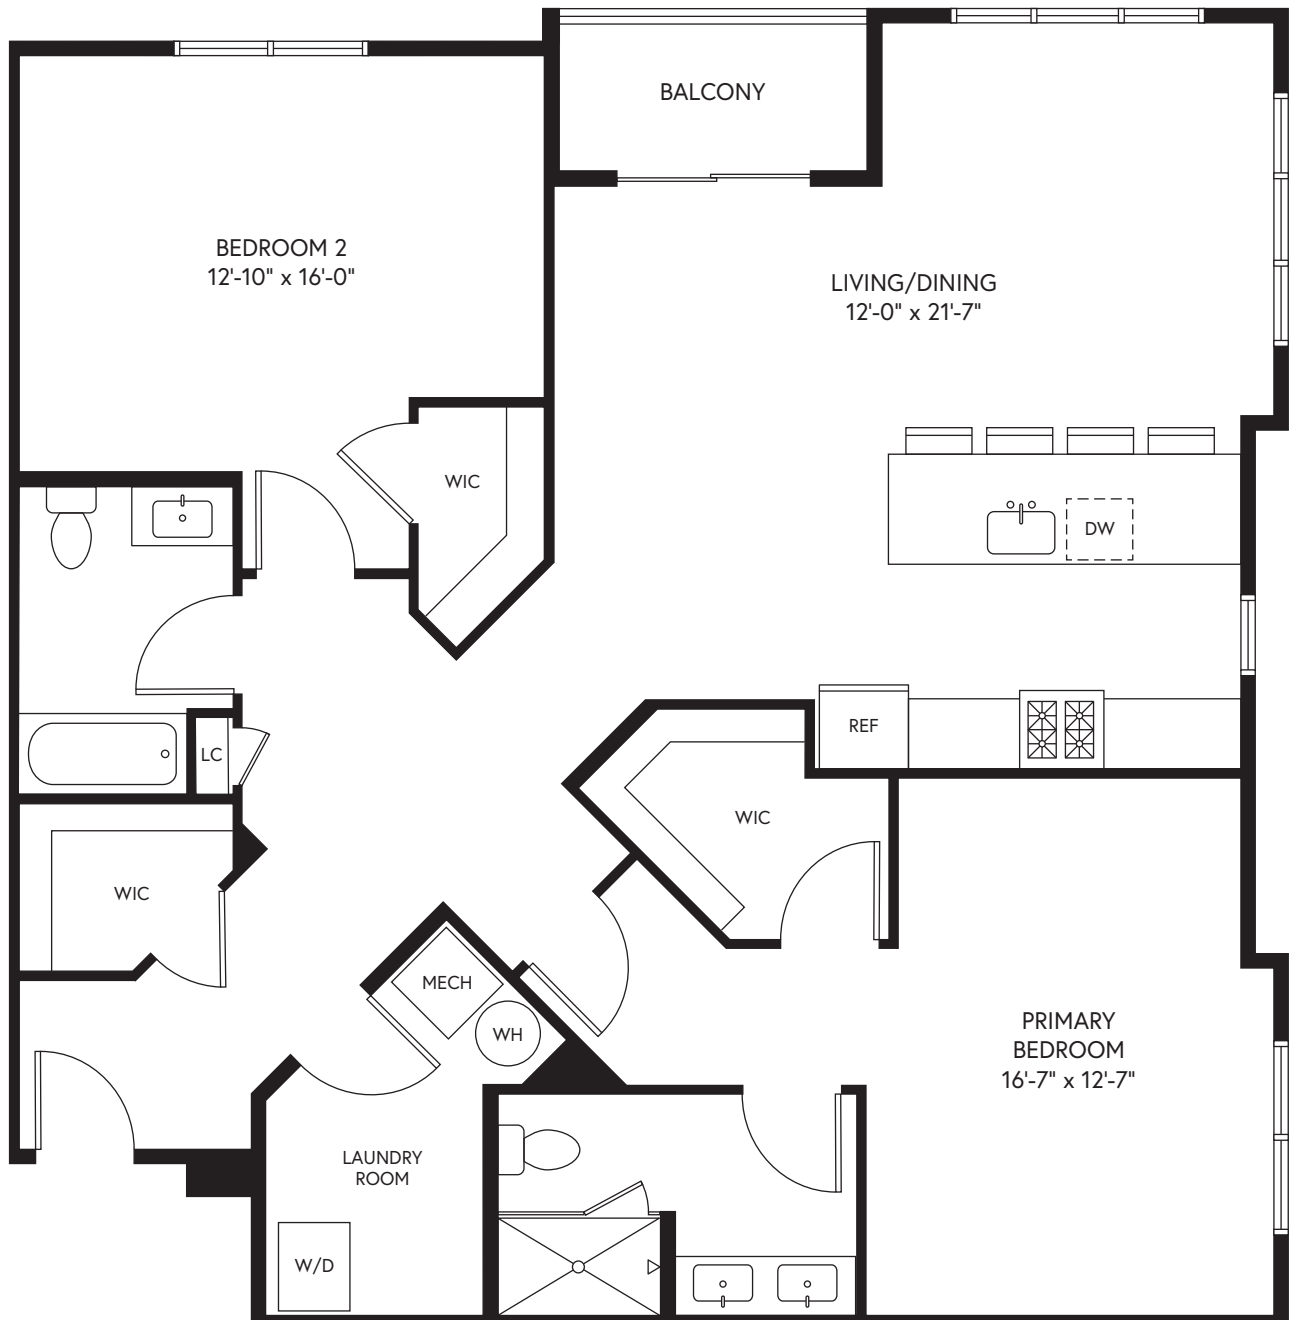 BALCONY
BEDROOM 2
12'-10" x 16'-0"
LIVING/DINING
12'-0" x 21'-7"
WIC
DW
REF
LC
WIC
WIC
MECH
WH
PRIMARY
BEDROOM
16'-7" x 12'-7"
LAUNDRY
ROOM
W/D